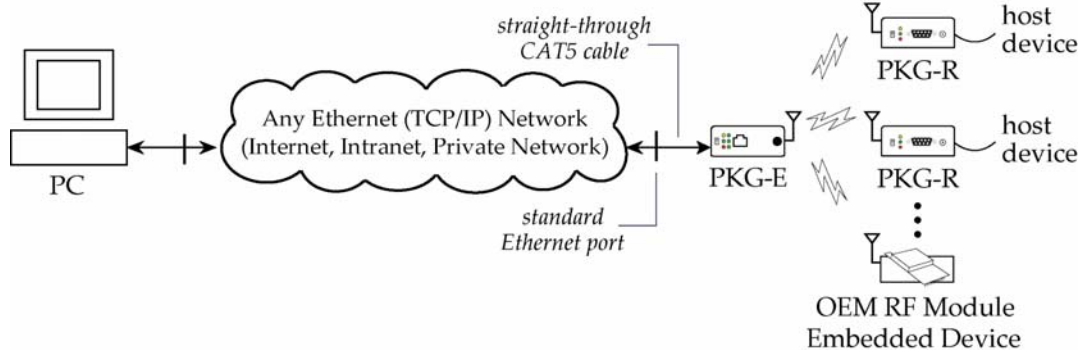 straight-through
CAT5 cable
host
device
PKG-R
Any Ethernet (TCP/IP) Network
(Internet, Intranet, Private Network)
PC
PKG-E
host
device
PKG-R
standard
Ethernet port
OEM RF Module
Embedded Device